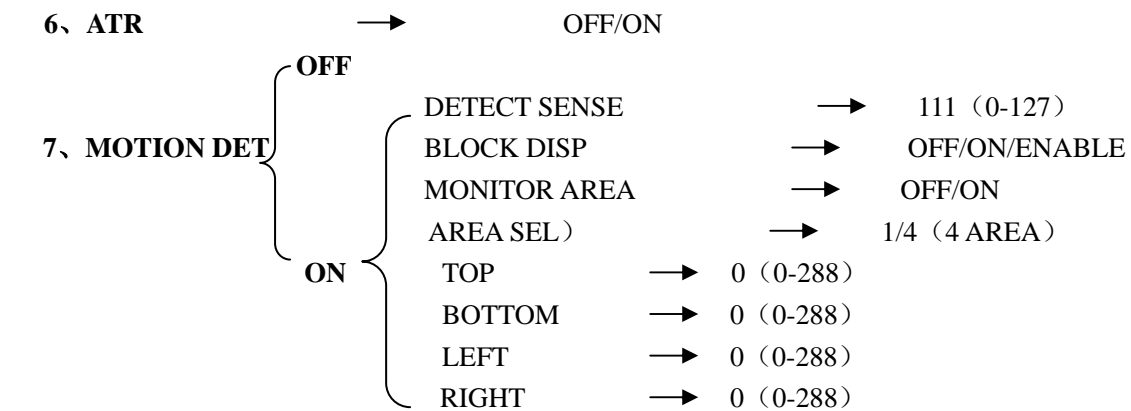 6、ATR → OFF/ON
OFF
DETECT SENSE → 111（0-127）
7、MOTION DET BLOCK DISP → OFF/ON/ENABLE
MONITOR AREA → OFF/ON
AREA SEL） → 1/4（4 AREA）
ON TOP → 0（0-288）
BOTTOM → 0（0-288）
LEFT → 0（0-288）
RIGHT → 0（0-288）